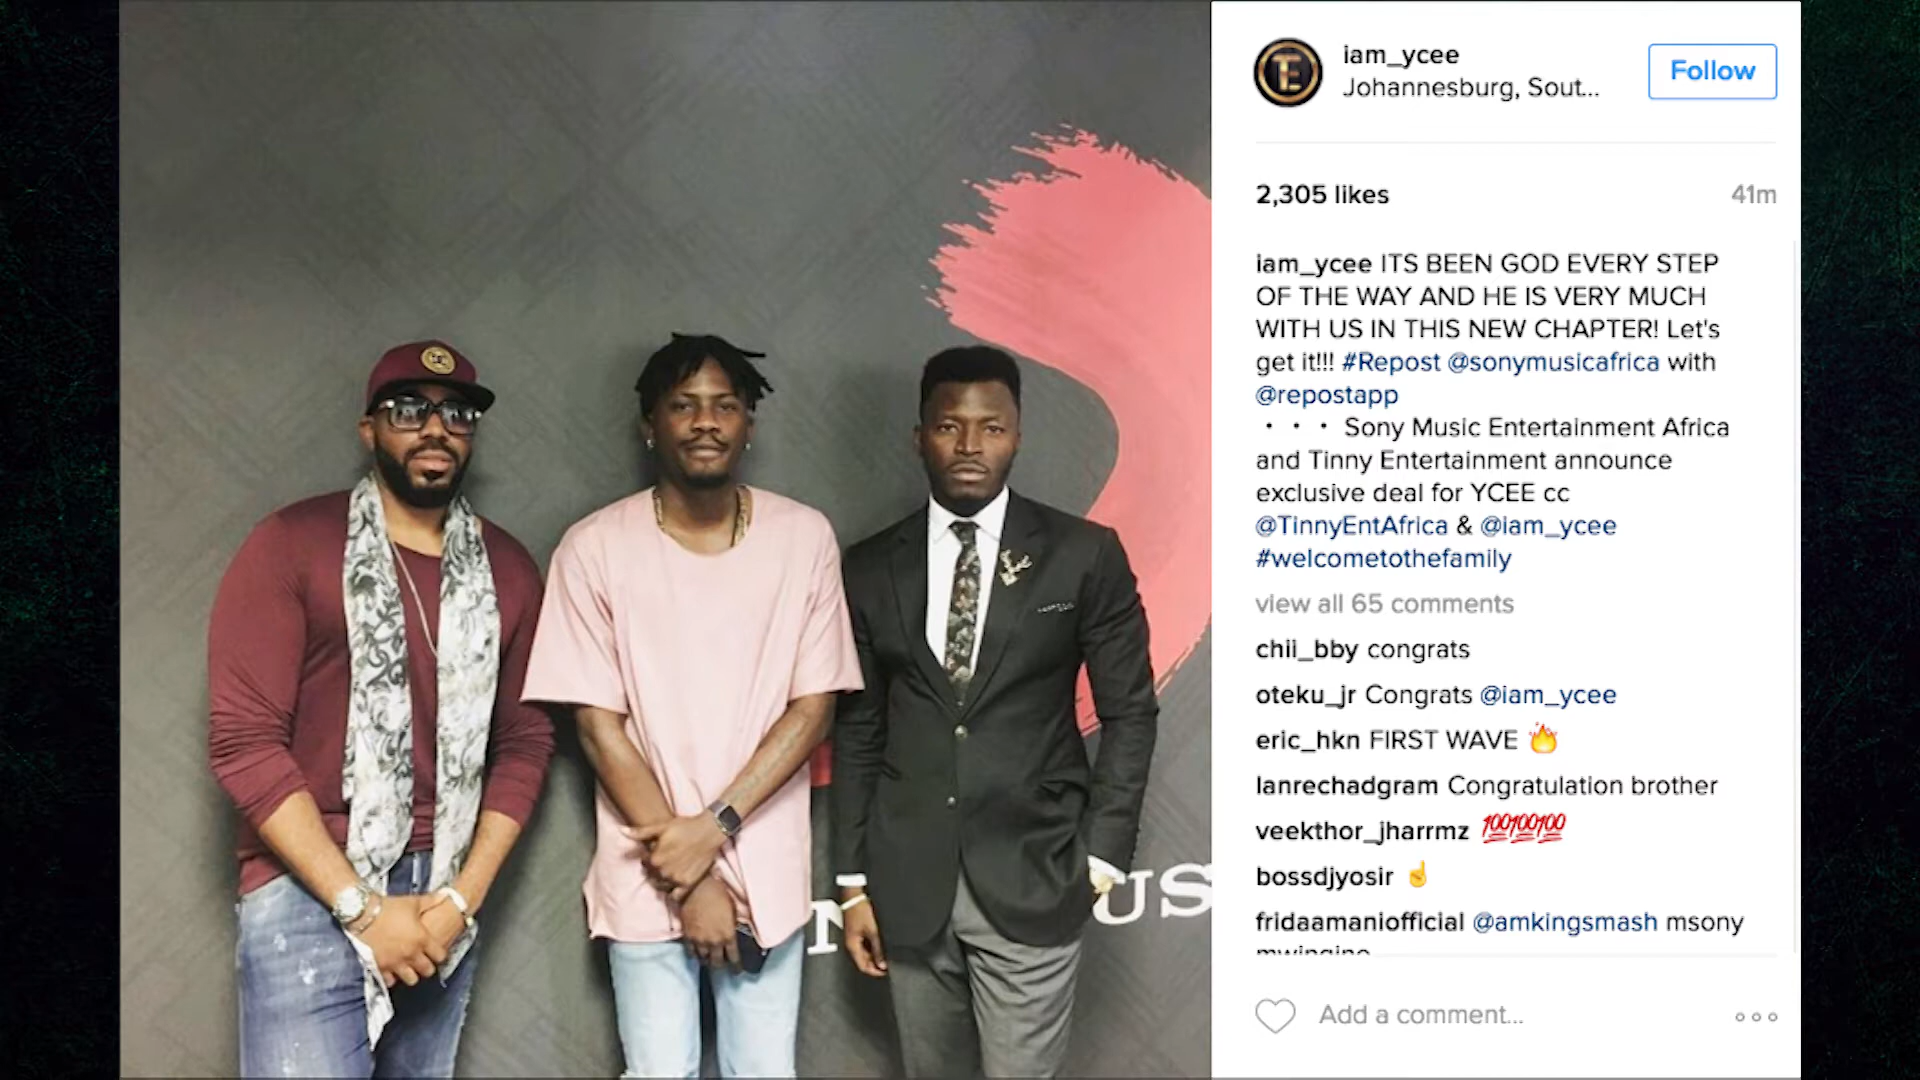 iam_ycee
Johannesburg, Sout...
Follow
2,305 likes
41m
iam_ycee ITS BEEN GOD EVERY STEP
OF THE WAY AND HE IS VERY MUCH
WITH US IN THIS NEW CHAPTER! Let's
get it!!! #Repost @sonymusicafrica with
@repostapp
・・・ Sony Music Entertainment Africa
and Tinny Entertainment announce
exclusive deal for YCEE cc
@TinnyEntAfrica & @iam_ycee
#welcometothefamily
view all 65 comments
chii_bby congrats
oteku_jr Congrats @iam_ycee
eric_hkn FIRST WAVE 🔥
lanrechadgram Congratulation brother
veekthor_jharrmz 💯💯💯
bossdjyosir ☝
fridaamaniofficial @amkingsmash msony
mwingine
Add a comment...
TE
US